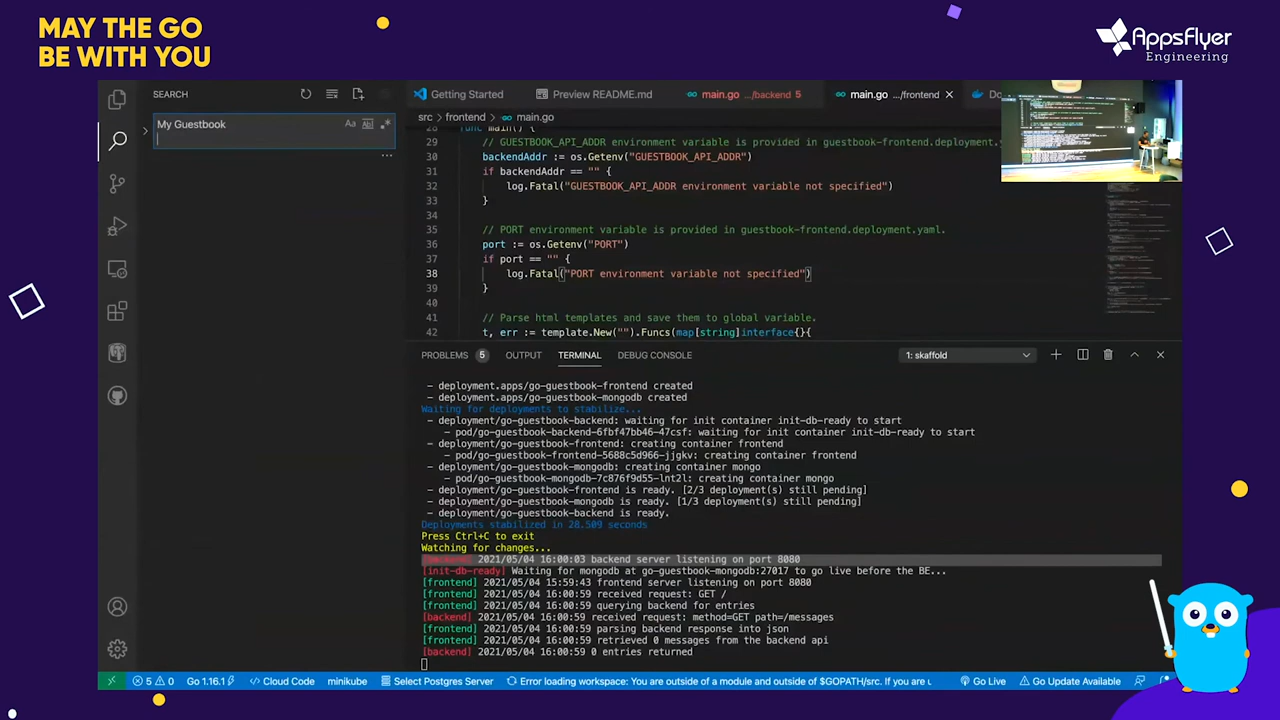 MAY THE GO
BE WITH YOU
AppsFlyer
Engineering
SEARCH
My Guestbook
Aa Ab
Getting Started
Preview README.md
main.go .../backend 5
main.go .../frontend
src > frontend > main.go
29 // GUESTBOOK_API_ADDR environment variable is provided in guestbook-frontend.deployment.y
30 backendAddr := os.Getenv("GUESTBOOK_API_ADDR")
31 if backendAddr == "" {
32 log.Fatal("GUESTBOOK_API_ADDR environment variable not specified")
33 }
34
35 // PORT environment variable is provided in guestbook-frontend.deployment.yaml.
36 port := os.Getenv("PORT")
37 if port == "" {
38 log.Fatal("PORT environment variable not specified")
39 }
40
41 // Parse html templates and save them to global variable.
42 t, err := template.New("").Funcs(map[string]interface{}{
PROBLEMS 5 OUTPUT TERMINAL DEBUG CONSOLE 1: skaffold
- deployment.apps/go-guestbook-frontend created
- deployment.apps/go-guestbook-mongodb created
Waiting for deployments to stabilize...
- deployment/go-guestbook-backend: waiting for init container init-db-ready to start
- pod/go-guestbook-backend-6fbf47bb46-47csf: waiting for init container init-db-ready to start
- deployment/go-guestbook-frontend: creating container frontend
- pod/go-guestbook-frontend-5688c5d966-jjgkv: creating container frontend
- deployment/go-guestbook-mongodb: creating container mongo
- pod/go-guestbook-mongodb-7c876f9d55-lnt2l: creating container mongo
- deployment/go-guestbook-frontend is ready. [2/3 deployment(s) still pending]
- deployment/go-guestbook-mongodb is ready. [1/3 deployment(s) still pending]
- deployment/go-guestbook-backend is ready.
Deployments stabilized in 28.509 seconds
Press Ctrl+C to exit
Watching for changes...
[backend] 2021/05/04 16:00:03 backend server listening on port 8080
[init-db-ready] Waiting for mongodb at go-guestbook-mongodb:27017 to go live before the BE...
[frontend] 2021/05/04 15:59:43 frontend server listening on port 8080
[frontend] 2021/05/04 16:00:59 received request: GET /
[frontend] 2021/05/04 16:00:59 querying backend for entries
[backend] 2021/05/04 16:00:59 received request: method=GET path=/messages
[frontend] 2021/05/04 16:00:59 parsing backend response into json
[frontend] 2021/05/04 16:00:59 retrieved 0 messages from the backend api
[backend] 2021/05/04 16:00:59 0 entries returned
5 0 Go 1.16.1 Cloud Code minikube Select Postgres Server Error loading workspace: You are outside of a module and outside of $GOPATH/src. If you are u Go Live Go Update Available